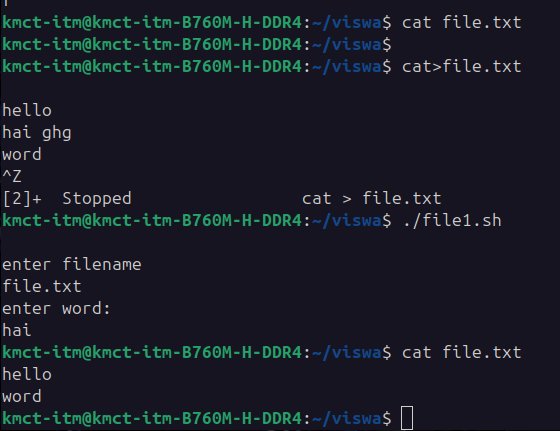 kmct-itm@kmct-itm-B760M-H-DDR4:~/viswa$ cat file.txt
kmct-itm@kmct-itm-B760M-H-DDR4:~/viswa$
kmct-itm@kmct-itm-B760M-H-DDR4:~/viswa$ cat>file.txt
hello
hai ghg
word
^Z
[2]+  Stopped                 cat > file.txt
kmct-itm@kmct-itm-B760M-H-DDR4:~/viswa$ ./file1.sh
enter filename
file.txt
enter word:
hai
kmct-itm@kmct-itm-B760M-H-DDR4:~/viswa$ cat file.txt
hello
word
kmct-itm@kmct-itm-B760M-H-DDR4:~/viswa$